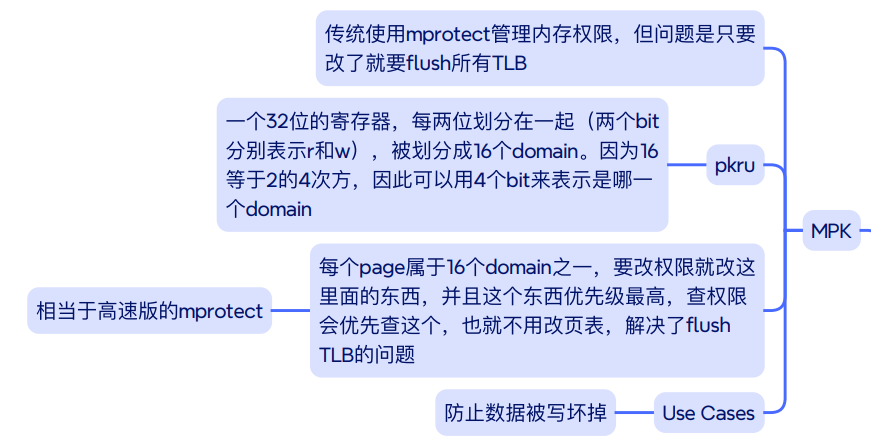 传统使用mprotect管理内存权限，但问题是只要
改了就要flush所有TLB
一个32位的寄存器，每两位划分在一起（两个bit
分别表示r和w），被划分成16个domain。因为16
等于2的4次方，因此可以用4个bit来表示是哪一
个domain
pkru
MPK
每个page属于16个domain之一，要改权限就改这
里面的东西，并且这个东西优先级最高，查权限
会优先查这个，也就不用改页表，解决了flush
TLB的问题
相当于高速版的mprotect
防止数据被写坏掉
Use Cases